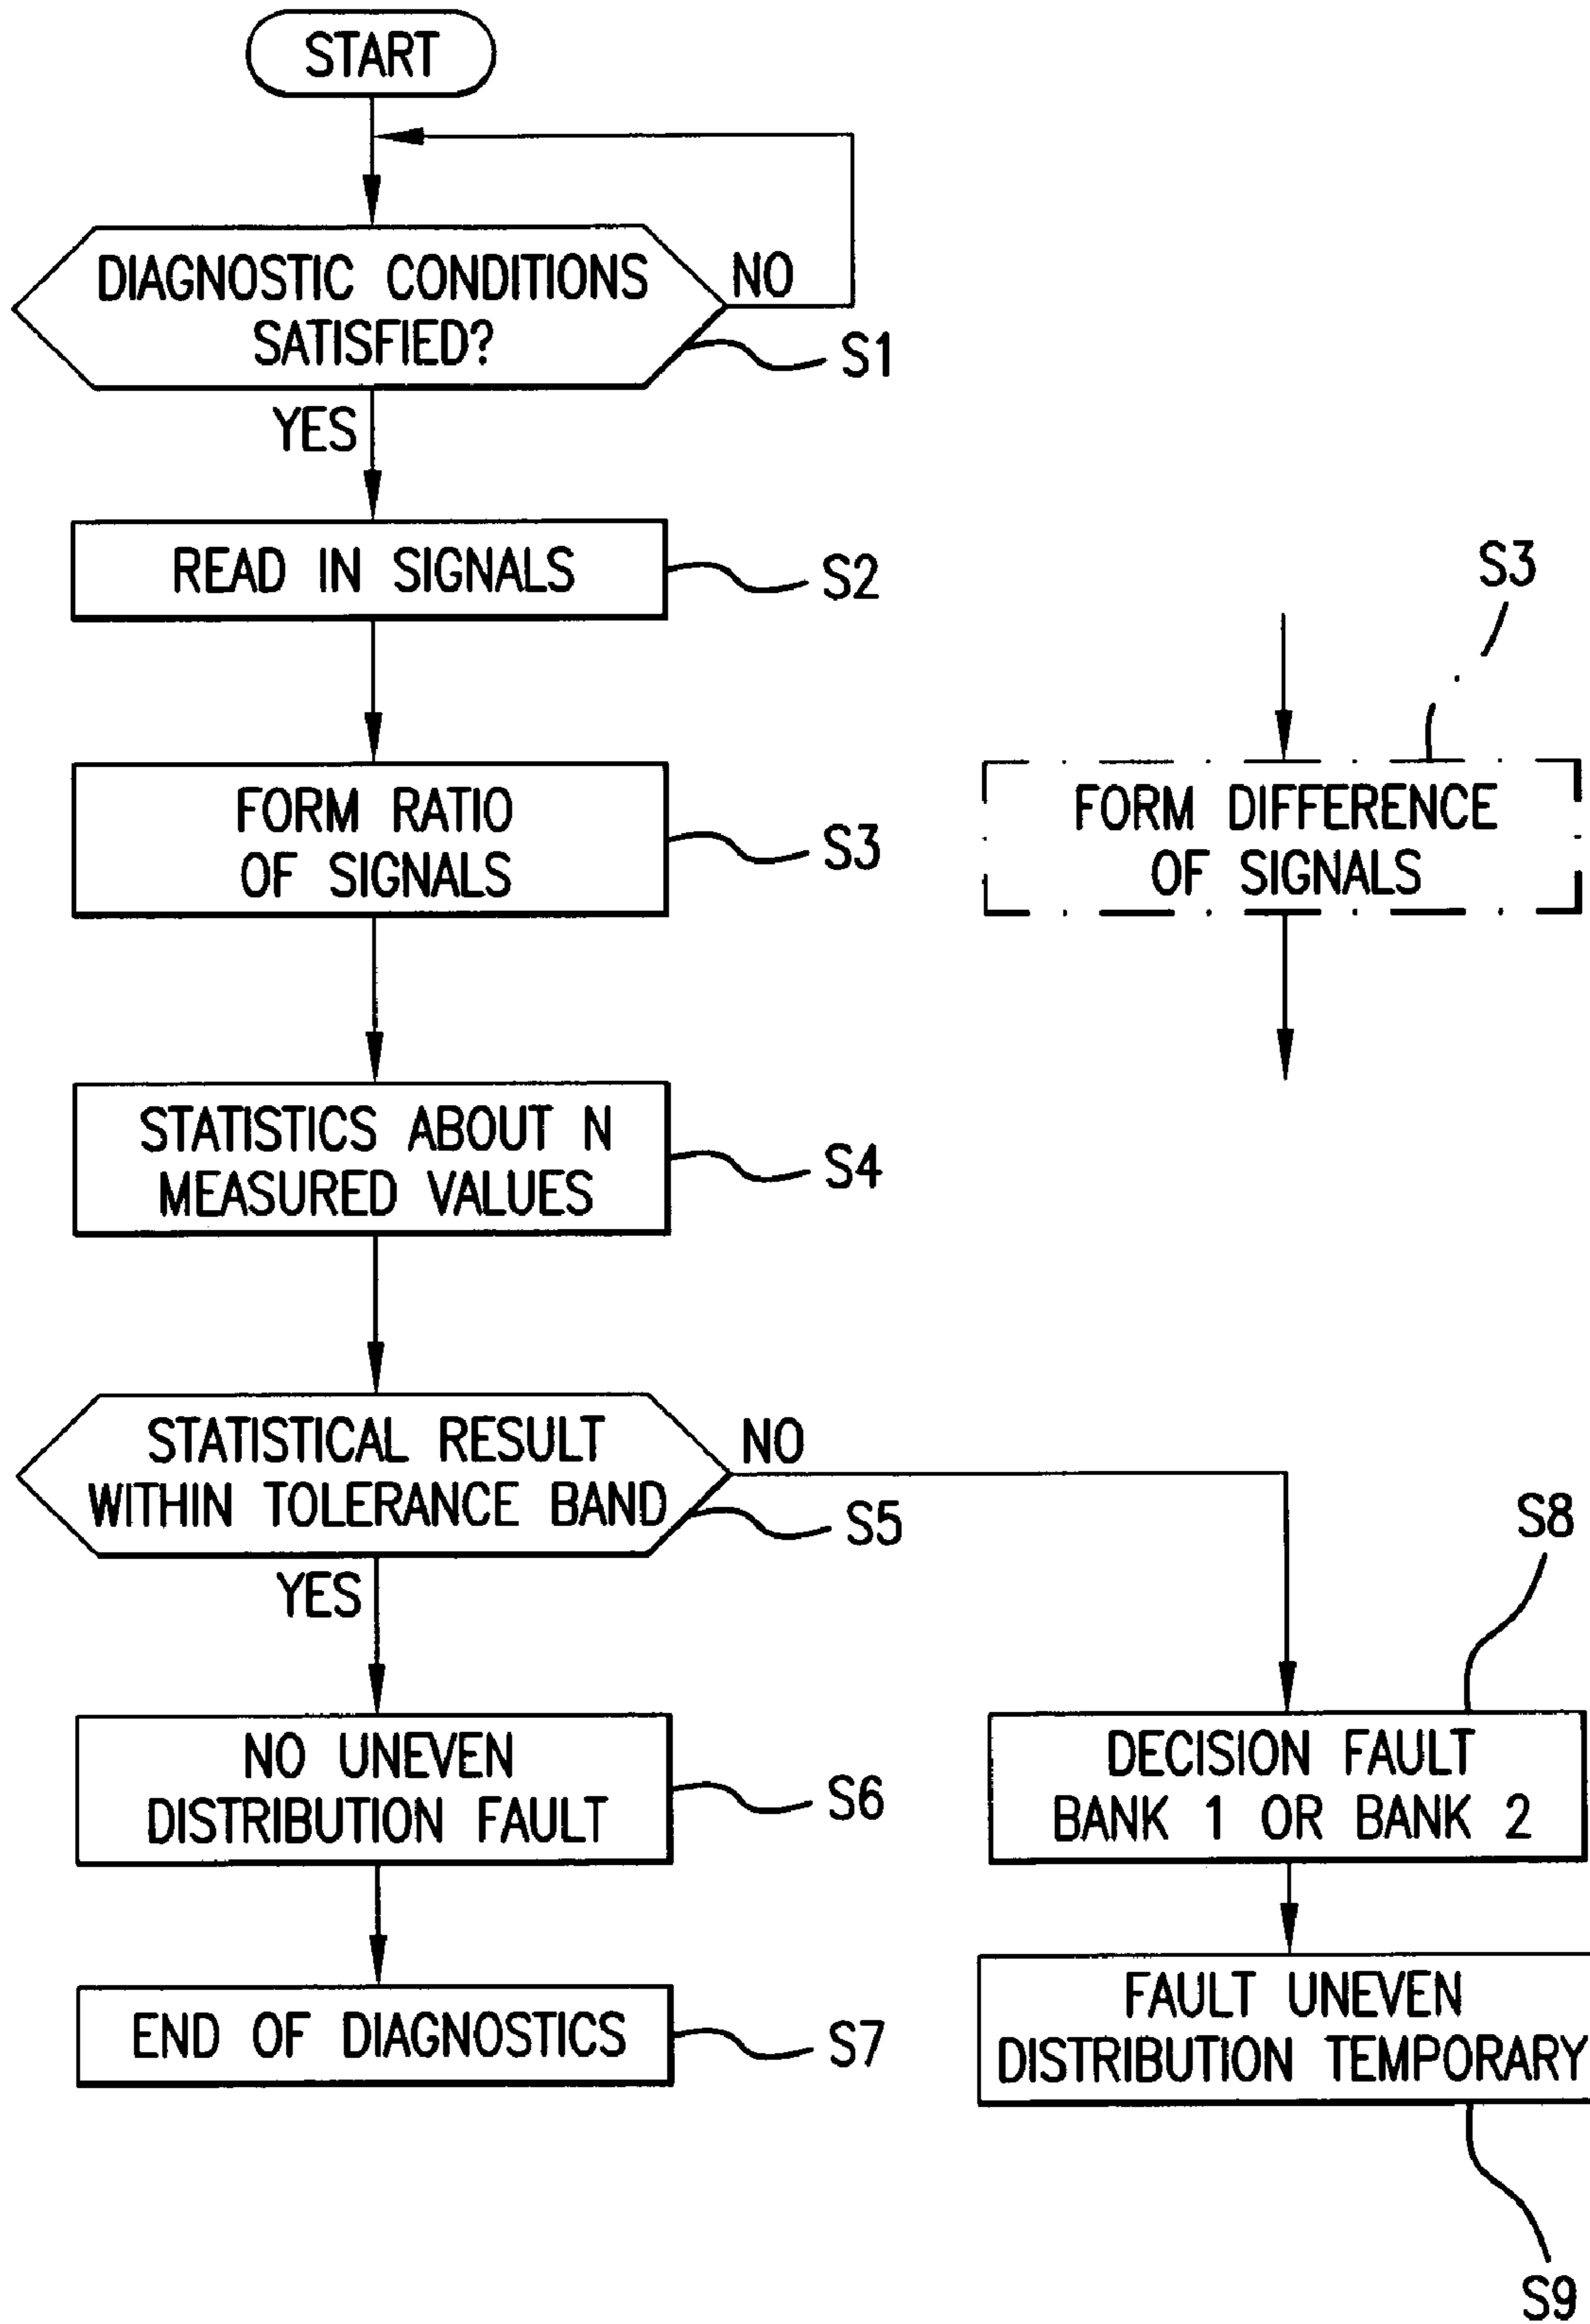 START
DIAGNOSTIC CONDITIONS
SATISFIED?
NO
S1
YES
READ IN SIGNALS
S2
FORM RATIO
OF SIGNALS
S3
S3
FORM DIFFERENCE
OF SIGNALS
STATISTICS ABOUT N
MEASURED VALUES
S4
STATISTICAL RESULT
WITHIN TOLERANCE BAND
NO
S5
YES
NO UNEVEN
DISTRIBUTION FAULT
S6
END OF DIAGNOSTICS
S7
S8
DECISION FAULT
BANK 1 OR BANK 2
FAULT UNEVEN
DISTRIBUTION TEMPORARY
S9